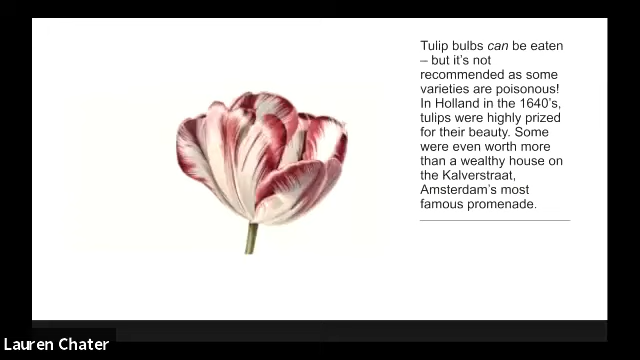 Tulip bulbs can be eaten
– but it's not
recommended as some
varieties are poisonous!
In Holland in the 1640's,
tulips were highly prized
for their beauty. Some
were even worth more
than a wealthy house on
the Kalverstraat,
Amsterdam's most
famous promenade.
Lauren Chater